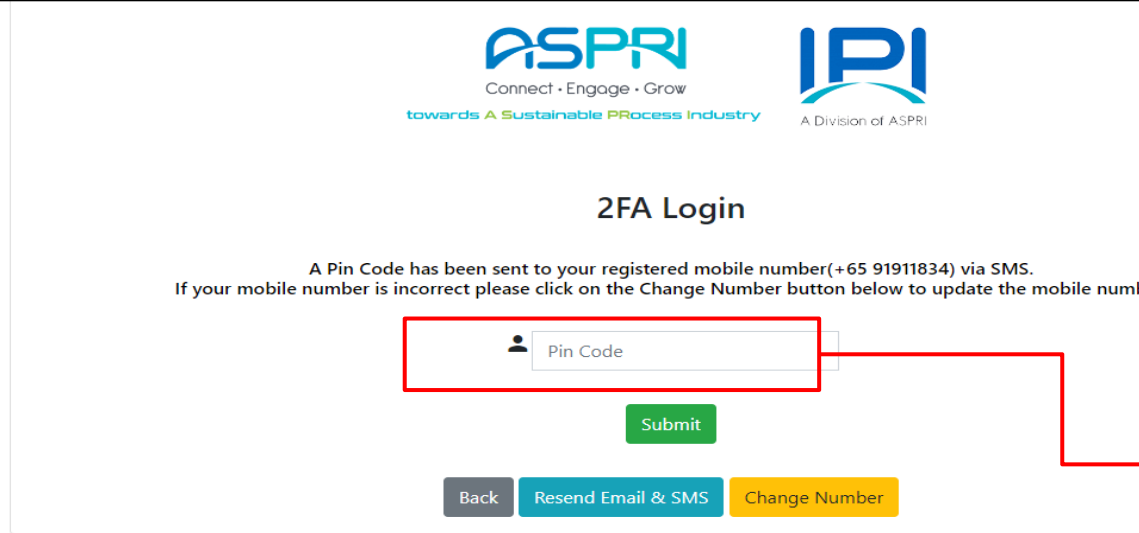 ASPRI
Connect · Engage · Grow
towards A Sustainable PRocess Industry
IPI
A Division of ASPRI
2FA Login
A Pin Code has been sent to your registered mobile number(+65 91911834) via SMS.
If your mobile number is incorrect please click on the Change Number button below to update the mobile num
Pin Code
Submit
Back Resend Email & SMS Change Number